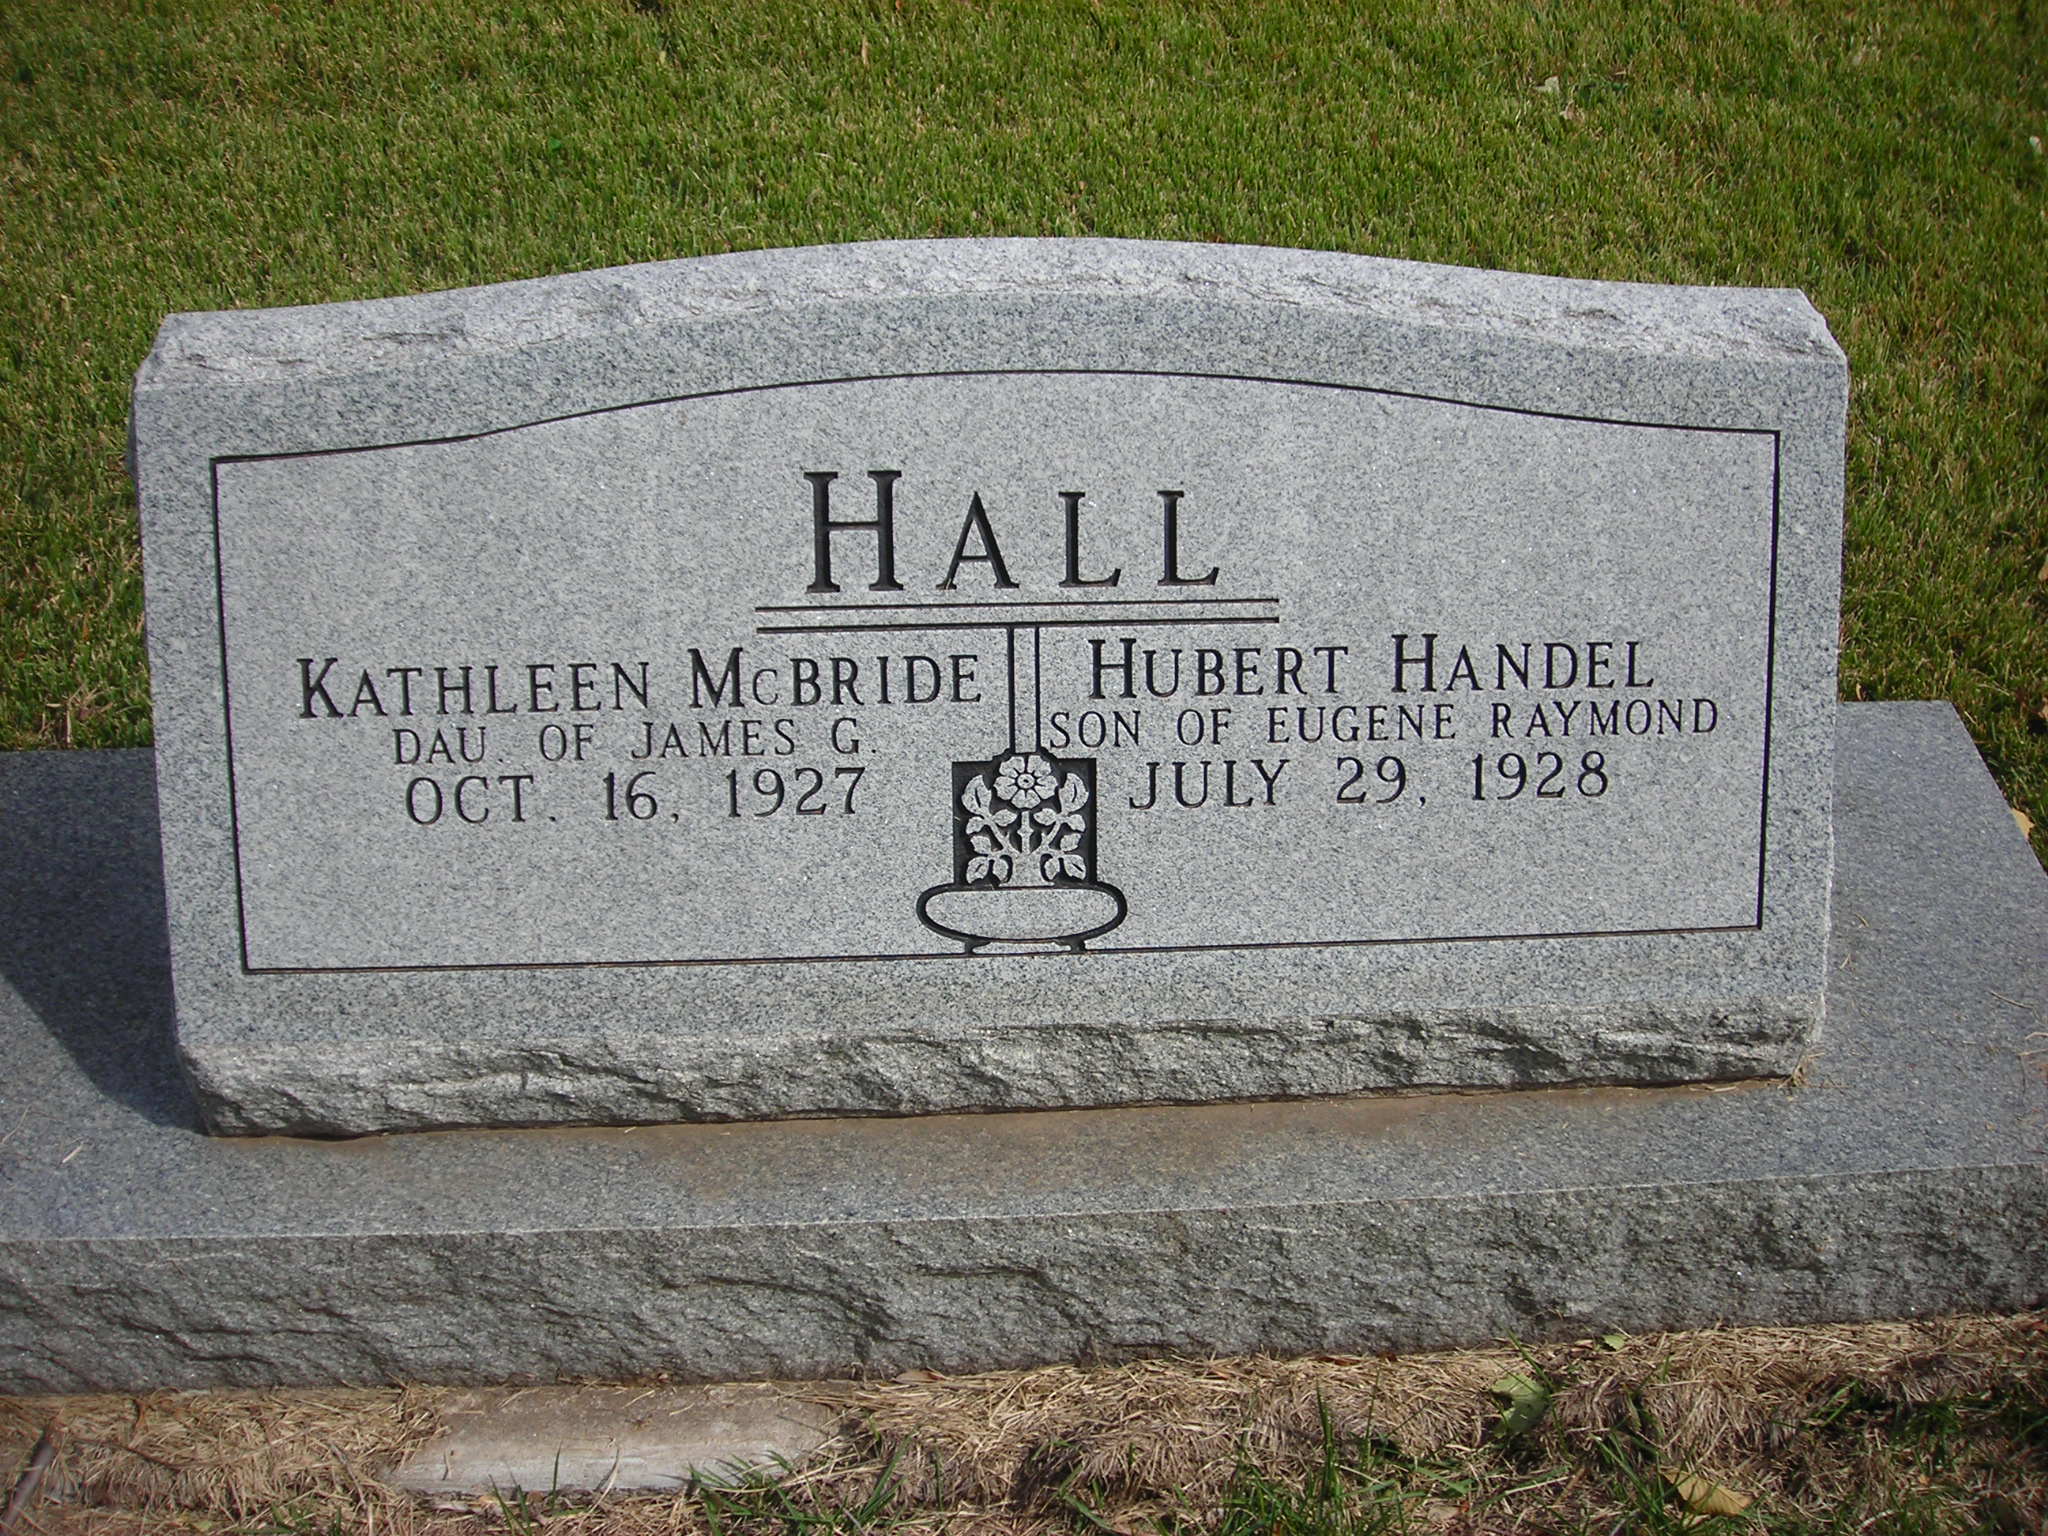 HALL
KATHLEEN McBRIDE
DAU. OF JAMES G.
OCT. 16, 1927
HUBERT HANDEL
SON OF EUGENE RAYMOND
JULY 29, 1928